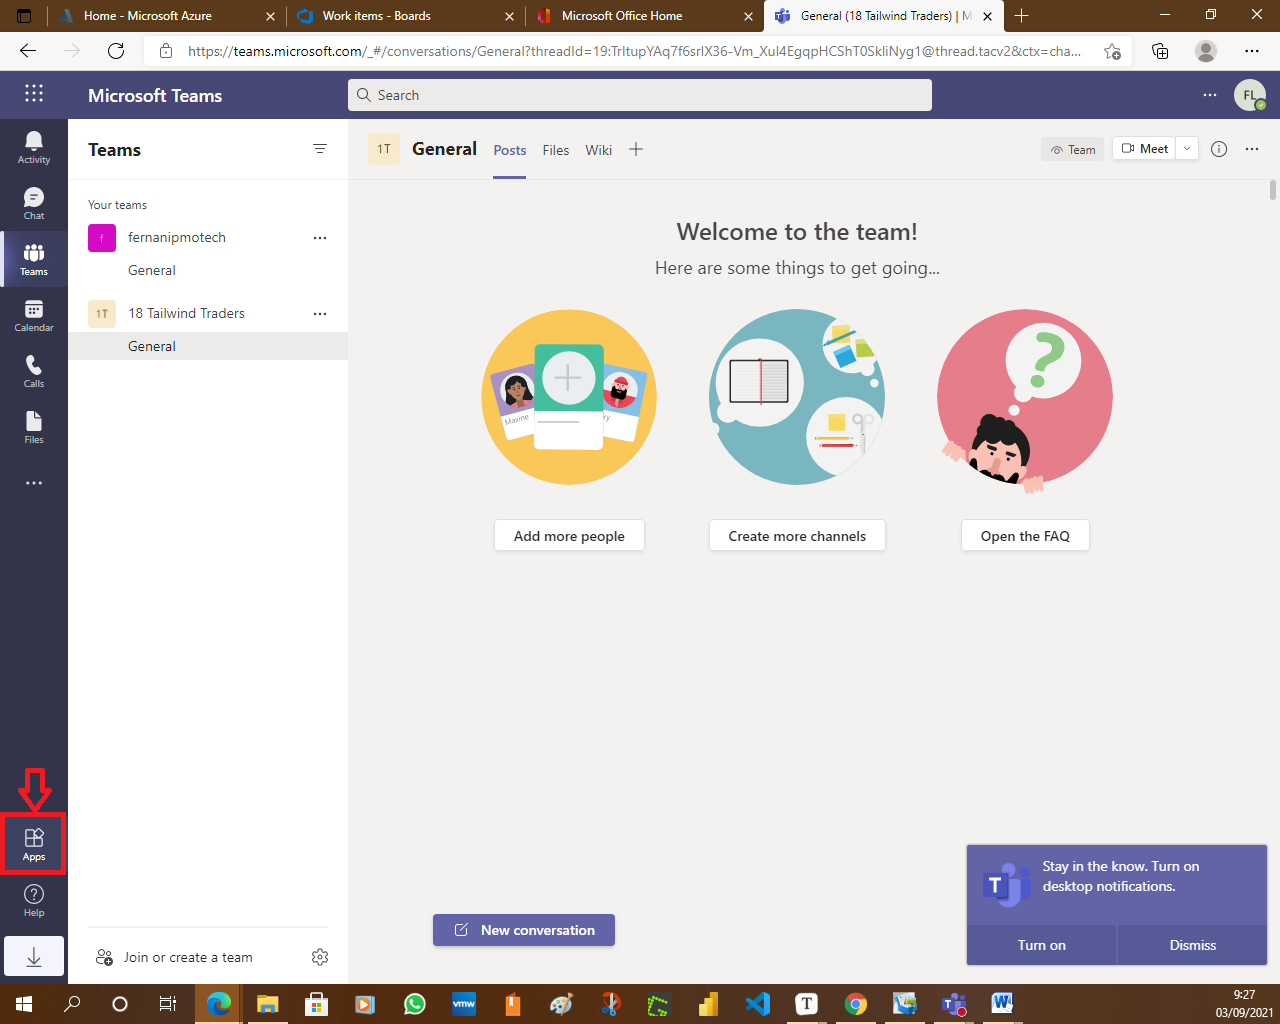 Home - Microsoft Azure
Work items - Boards
Microsoft Office Home
General (18 Tailwind Traders) | Mi
https://teams.microsoft.com/_#/conversations/General?threadId=19:TrItupYAq7f6srIX36-Vm_Xul4EgqpHCShT0SkIiNyg1@thread.tacv2&ctx=cha...
Microsoft Teams
Search
FL
Activity
Chat
Teams
Calendar
Calls
Files
Apps
Help
Teams
Your teams
f
fernanipmotech
General
1T
18 Tailwind Traders
General
Join or create a team
1T
General
Posts
Files
Wiki
Team
Meet
Welcome to the team!
Here are some things to get going...
Maxine
Add more people
Create more channels
Open the FAQ
New conversation
T
Stay in the know. Turn on
desktop notifications.
Turn on
Dismiss
vmw
T
9:27
03/09/2021